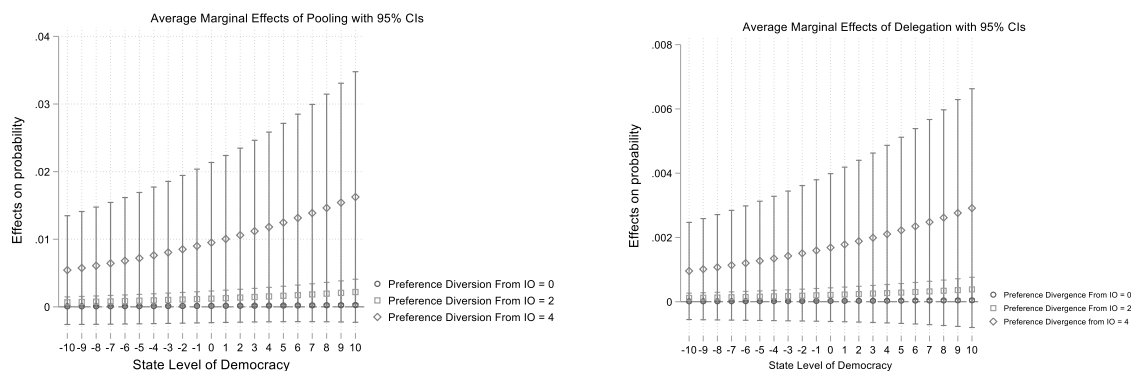 Average Marginal Effects of Pooling with 95% CIs
.04
.03
.02
.01
0
Effects on probability
-10 -9 -8 -7 -6 -5 -4 -3 -2 -1 0 1 2 3 4 5 6 7 8 9 10
State Level of Democracy
Preference Diversion From IO = 0
Preference Diversion From IO = 2
Preference Diversion From IO = 4
Average Marginal Effects of Delegation with 95% CIs
.008
.006
.004
.002
0
Effects on probability
-10 -9 -8 -7 -6 -5 -4 -3 -2 -1 0 1 2 3 4 5 6 7 8 9 10
State Level of Democracy
Preference Divergence From IO = 0
Preference Divergence From IO = 2
Preference Divergence from IO = 4